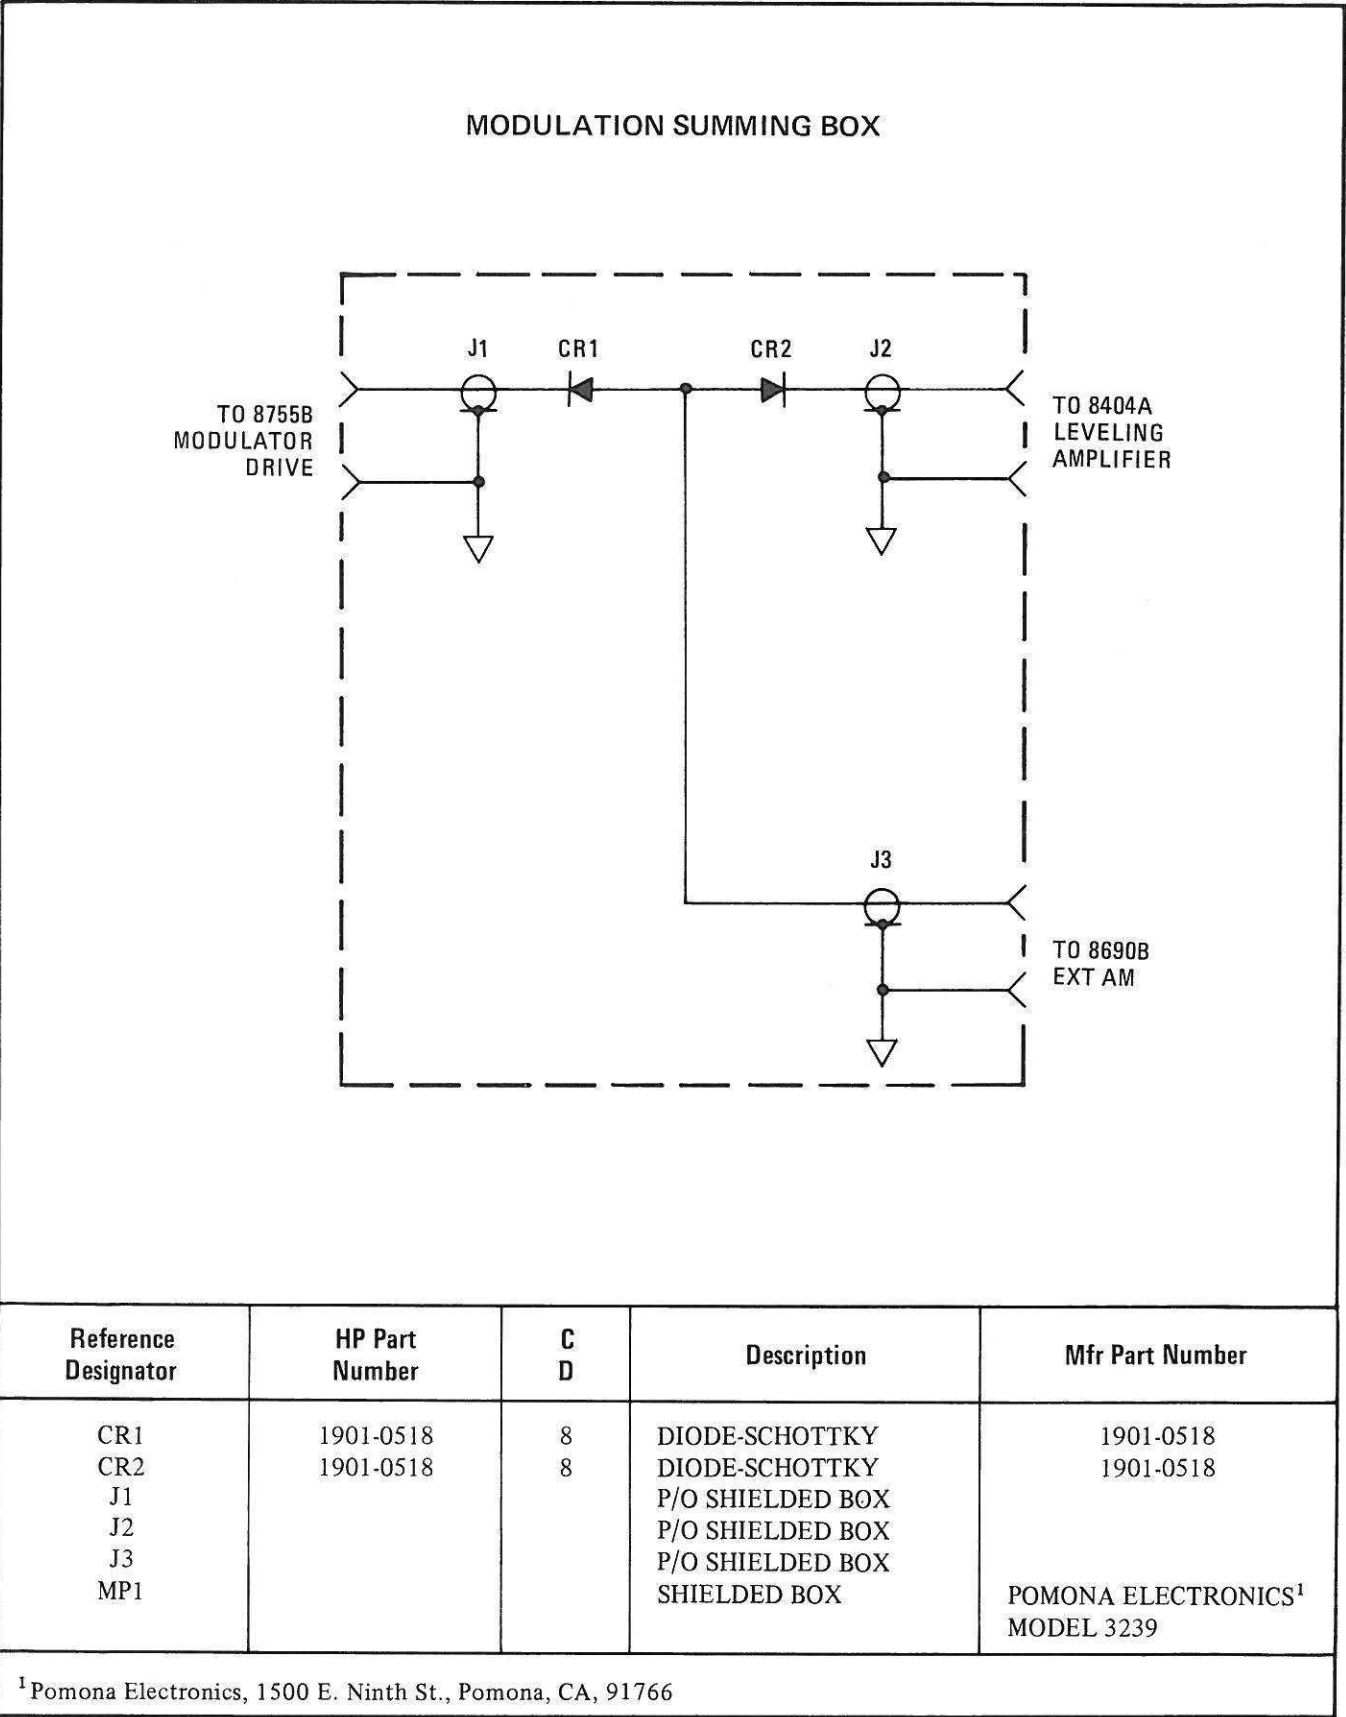 MODULATION SUMMING BOX
J1 CR1 CR2 J2
TO 8755B
MODULATOR
DRIVE
TO 8404A
LEVELING
AMPLIFIER
J3
TO 8690B
EXT AM
Reference
Designator
HP Part
Number
C
D
Description
Mfr Part Number
CR1 1901-0518 8 DIODE-SCHOTTKY 1901-0518
CR2 1901-0518 8 DIODE-SCHOTTKY 1901-0518
J1 P/O SHIELDED BOX
J2 P/O SHIELDED BOX
J3 P/O SHIELDED BOX
MP1 SHIELDED BOX POMONA ELECTRONICS¹
MODEL 3239
¹Pomona Electronics, 1500 E. Ninth St., Pomona, CA, 91766